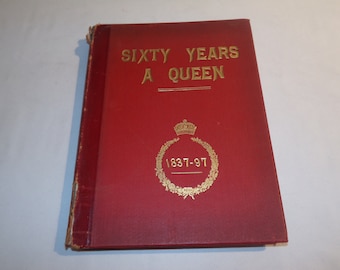 SIXTY YEARS
A QUEEN
1837-97